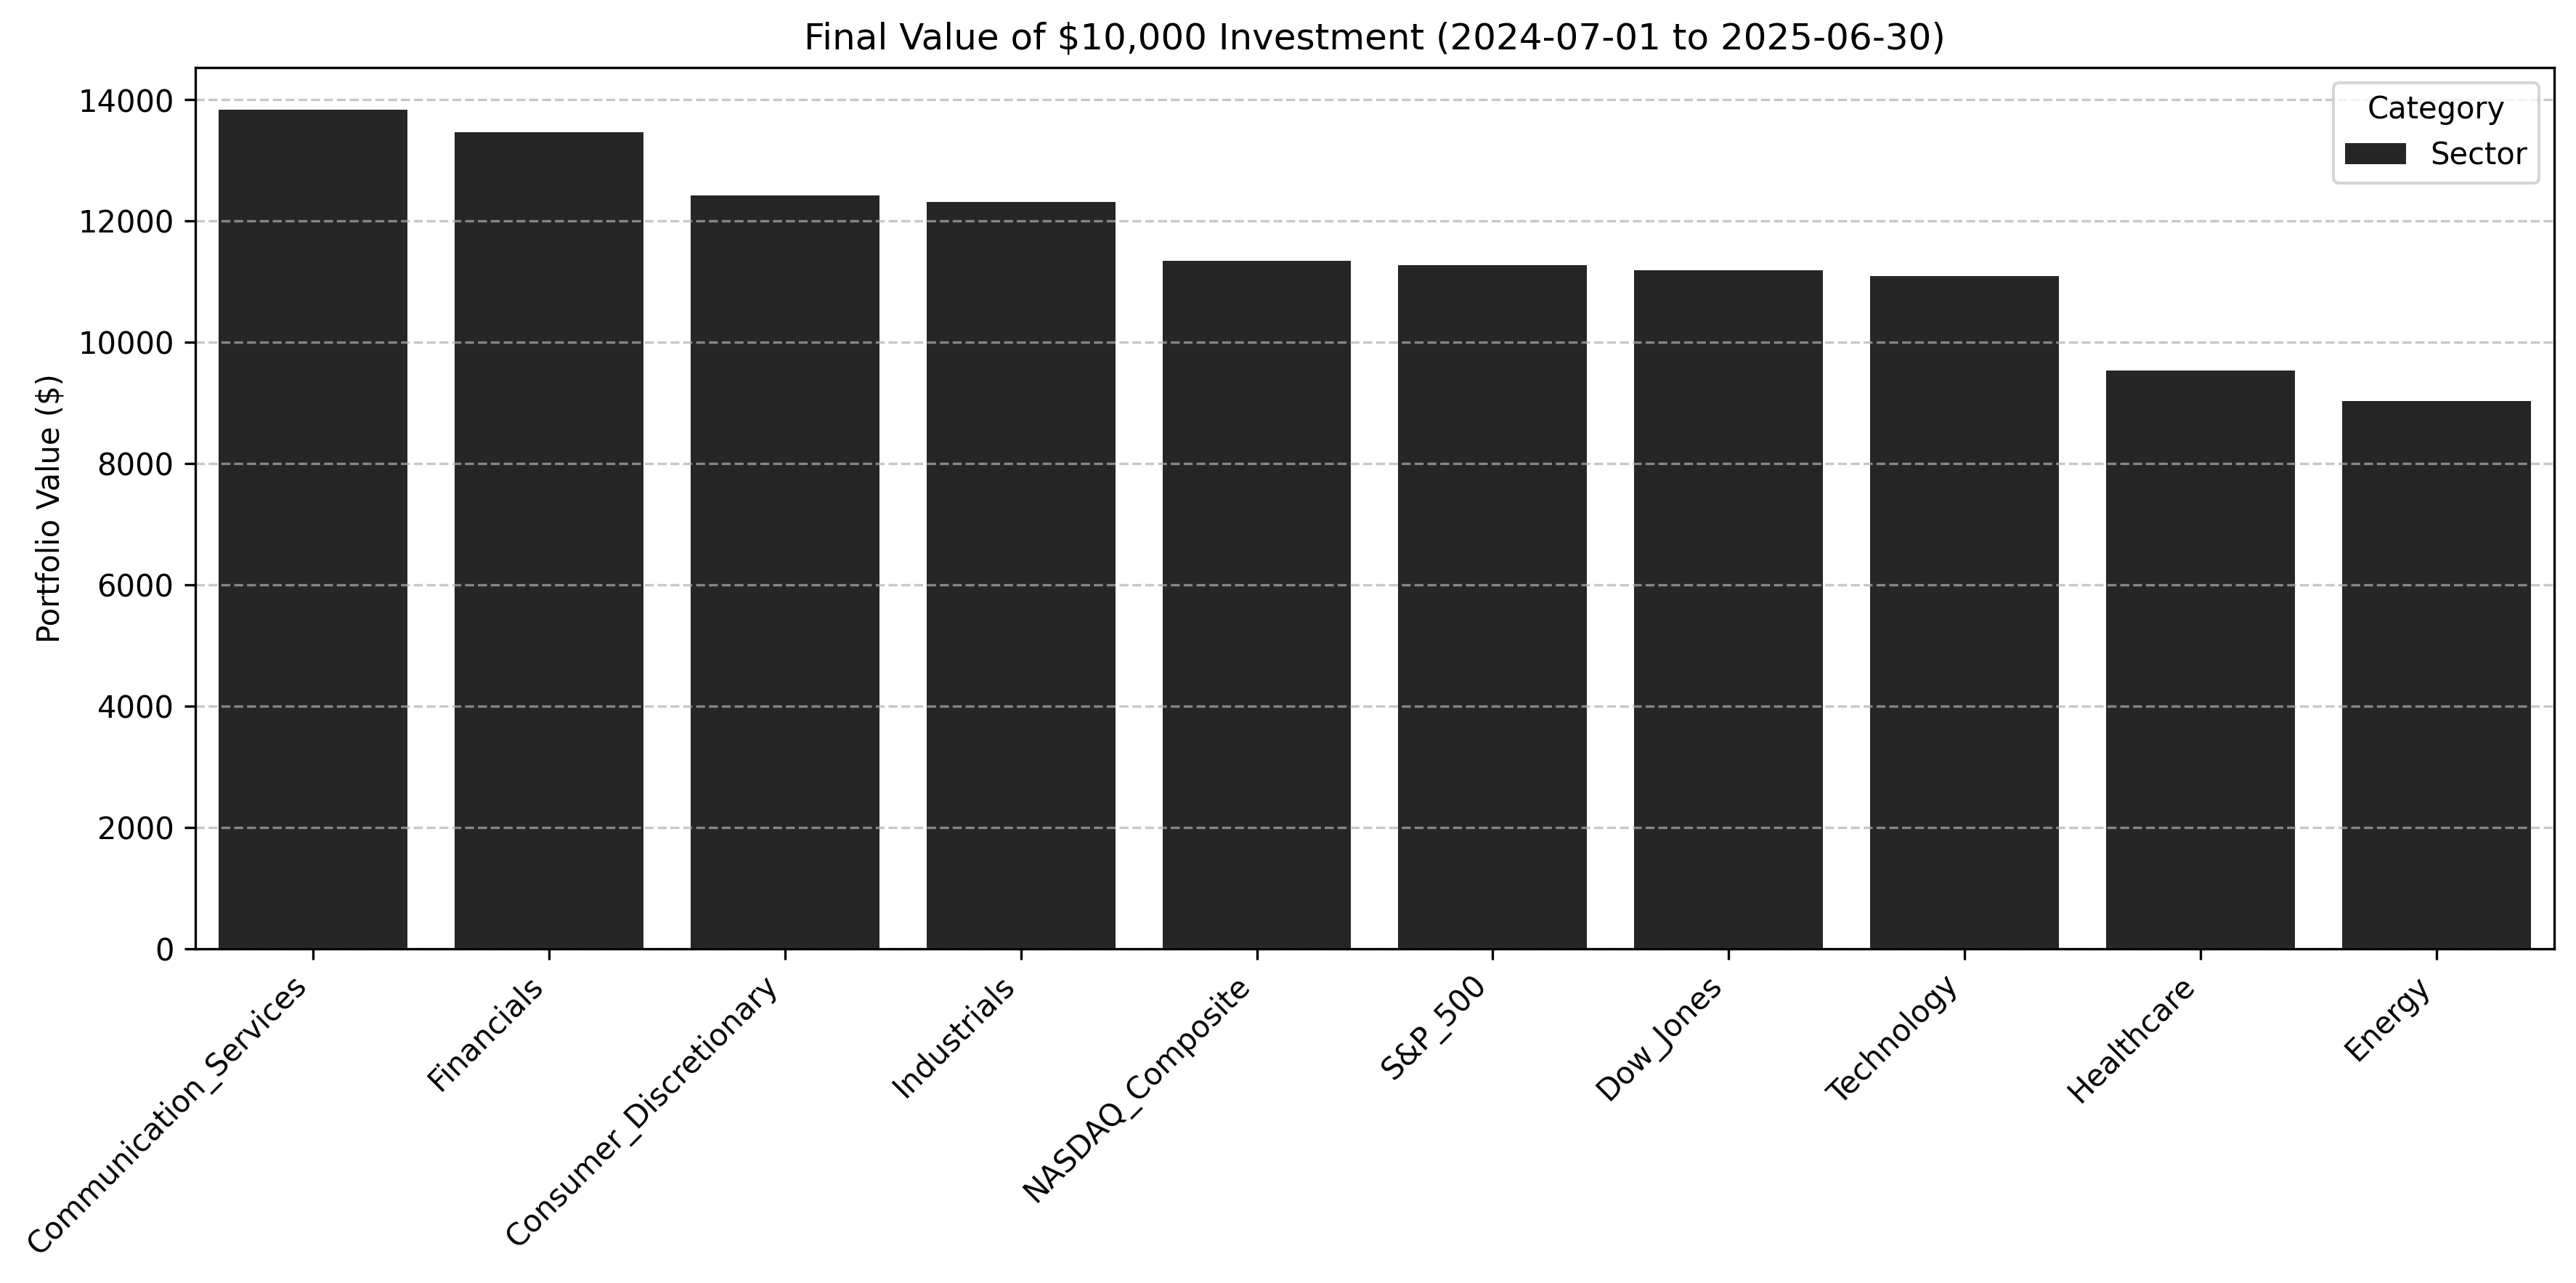 Final Value of $10,000 Investment (2024-07-01 to 2025-06-30)
Category
Sector
Portfolio Value ($)
14000
12000
10000
8000
6000
4000
2000
0
Communication_Services
Financials
Consumer_Discretionary
Industrials
NASDAQ_Composite
S&P_500
Dow_Jones
Technology
Healthcare
Energy